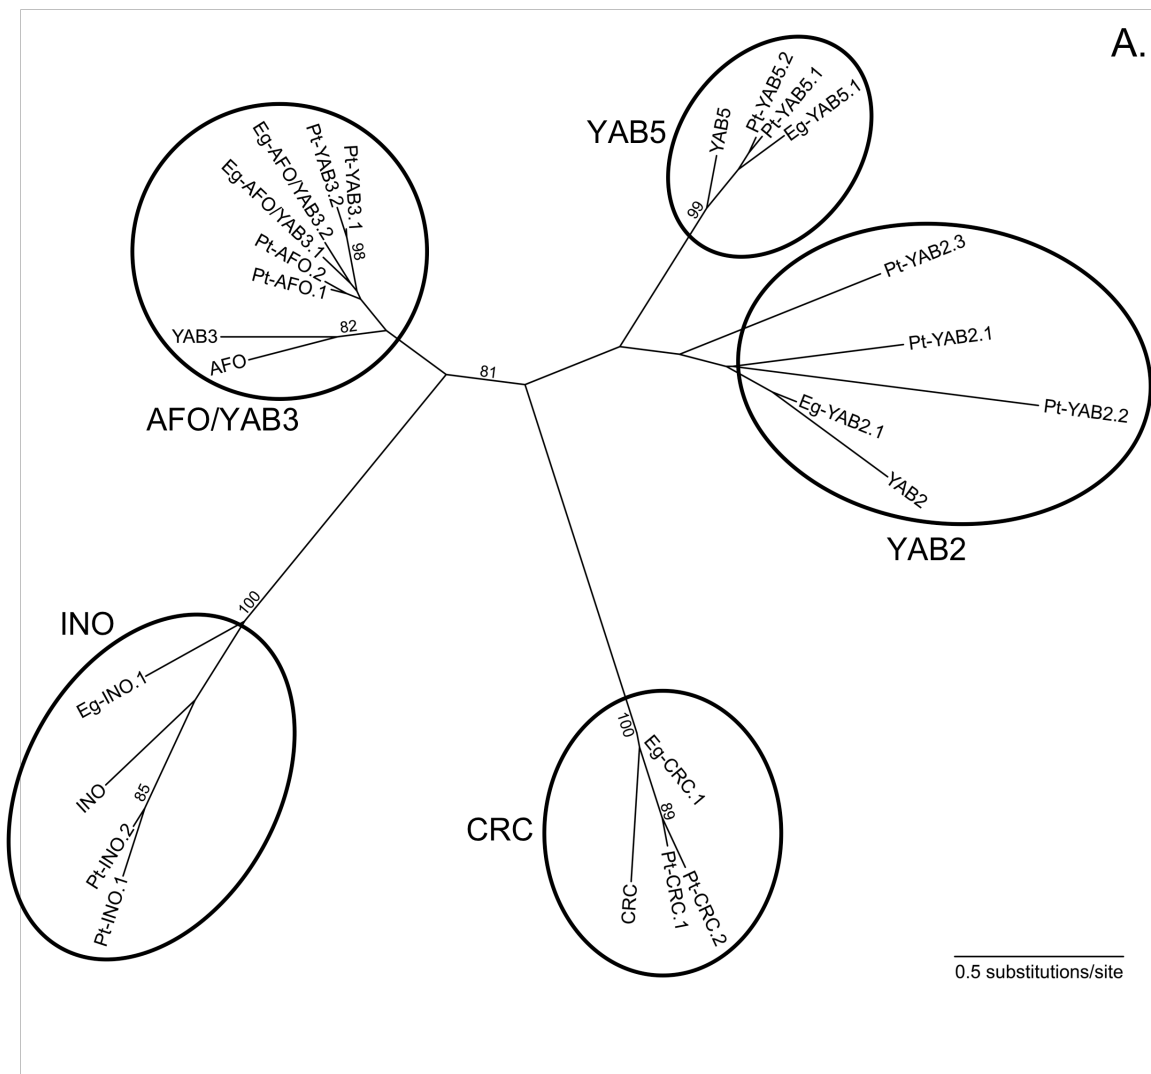 A.
YAB5
YAB5
Pt-YAB5.2
Pt-YAB5.1
Eg-YAB5.1
99
Eg-AFO/YAB3.1
Eg-AFO/YAB3.2
Pt-YAB3.2
Pt-YAB3.1
98
Pt-AFO.2
Pt-AFO.1
YAB3
82
AFO
AFO/YAB3
81
Pt-YAB2.3
Pt-YAB2.1
Pt-YAB2.2
Eg-YAB2.1
YAB2
YAB2
100
INO
Eg-INO.1
INO
85
Pt-INO.2
Pt-INO.1
100
Eg-CRC.1
89
CRC
CRC
Pt-CRC.1
Pt-CRC.2
0.5 substitutions/site